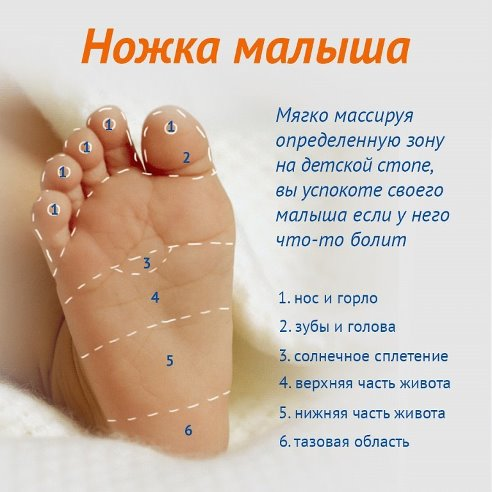 Ножка малыша
Мягко массируя
определенную зону
на детской стопе,
вы успокоте своего
малыша если у него
что-то болит
1
1
1
1
1
2
3
4
5
6
1. нос и горло
2. зубы и голова
3. солнечное сплетение
4. верхняя часть живота
5. нижняя часть живота
6. тазовая область